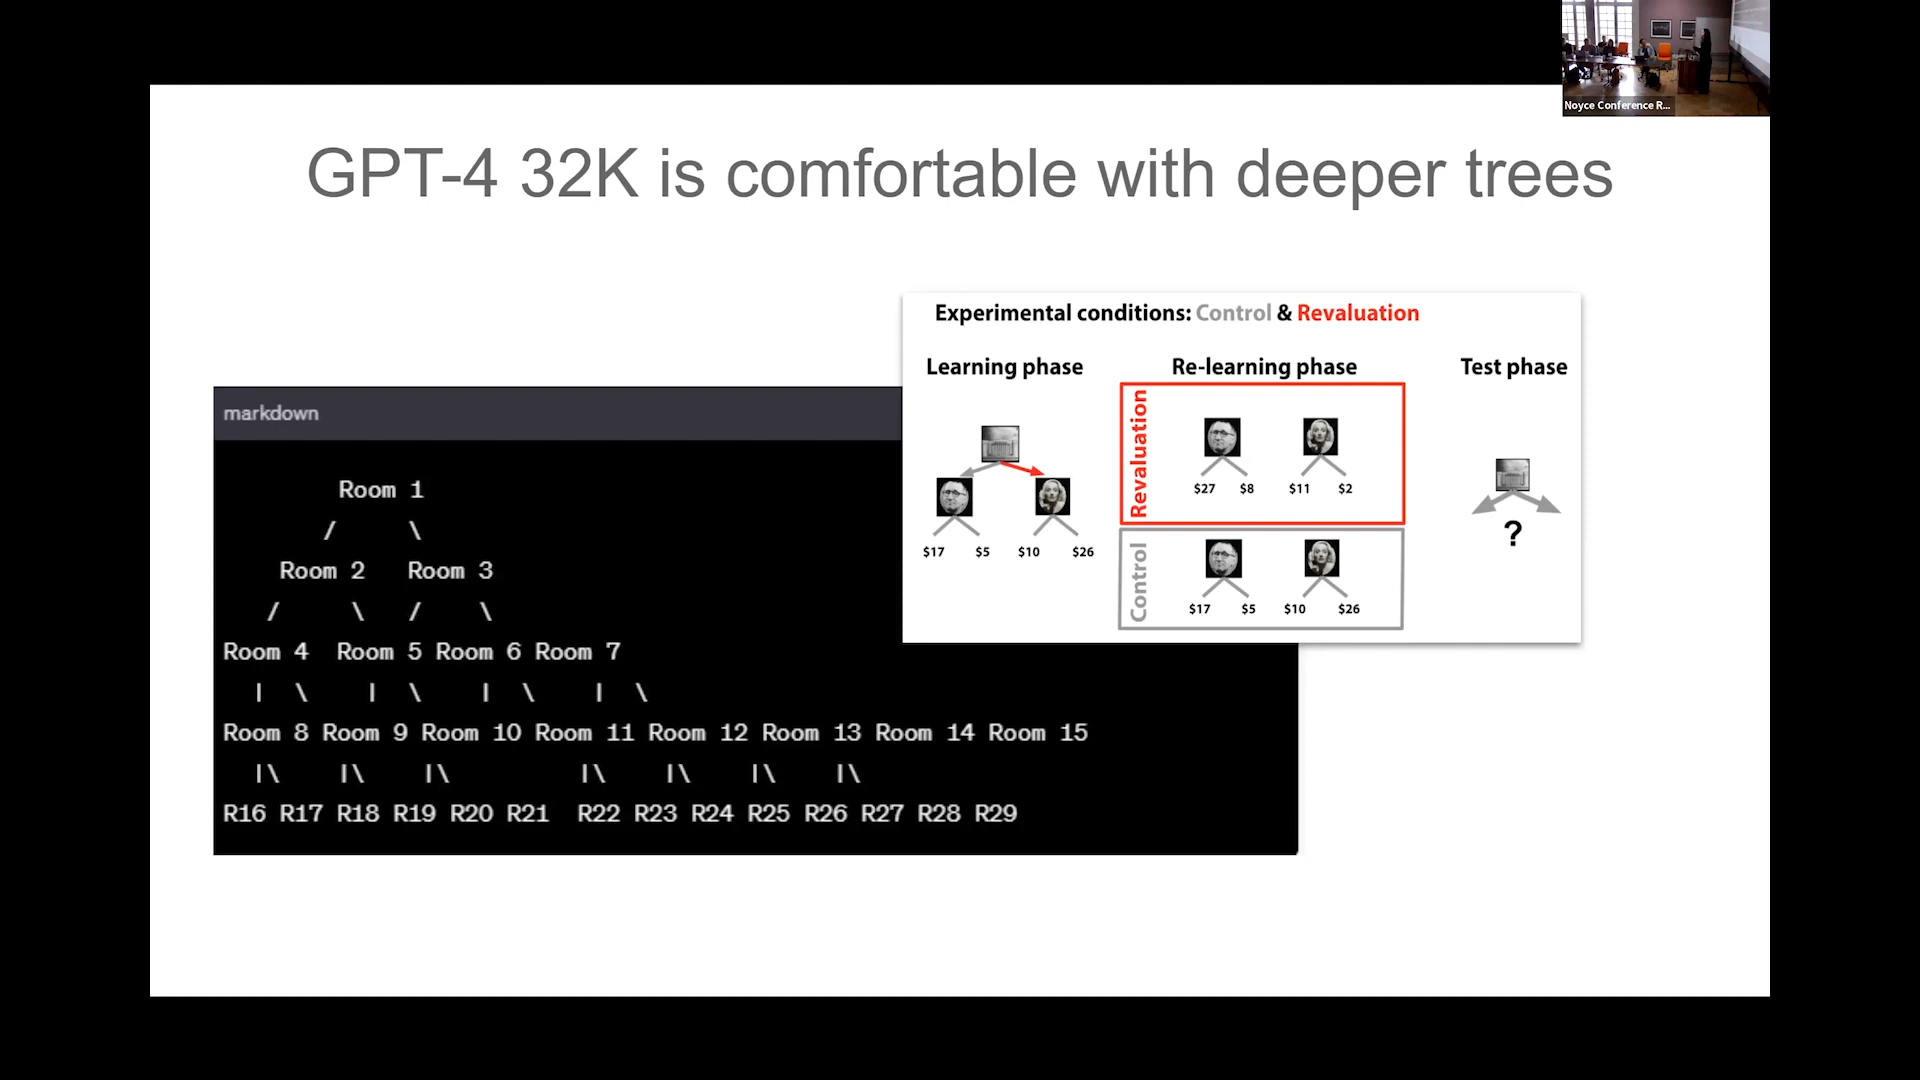 Noyce Conference R...
GPT-4 32K is comfortable with deeper trees
Experimental conditions: Control & Revaluation
Learning phase Re-learning phase Test phase
Revaluation
$27 $8 $11 $2
$17 $5 $10 $26
?
Control
$17 $5 $10 $26
markdown
Room 1
/ \
Room 2 Room 3
/ \ / \
Room 4 Room 5 Room 6 Room 7
| \ | \ | \ | \
Room 8 Room 9 Room 10 Room 11 Room 12 Room 13 Room 14 Room 15
|\ |\ |\ |\ |\ |\ |\
R16 R17 R18 R19 R20 R21 R22 R23 R24 R25 R26 R27 R28 R29